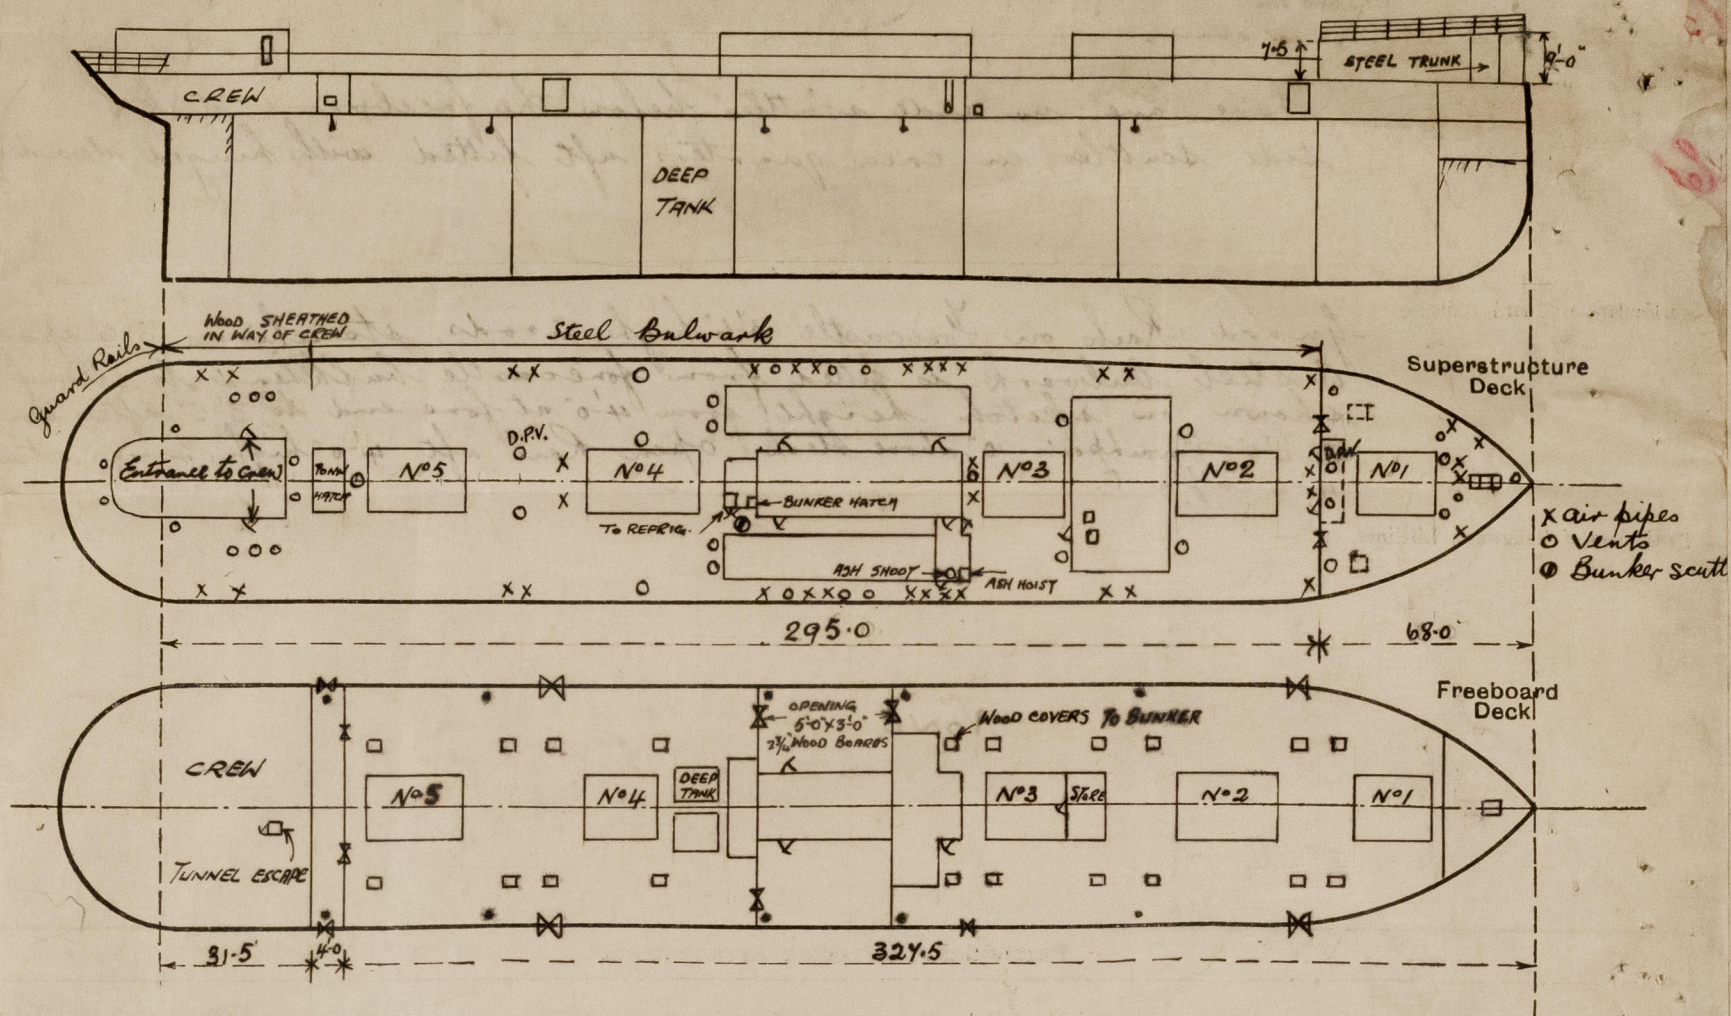 7.5
STEEL TRUNK
9'-0"
CREW
DEEP
TANK
WOOD SHEATHED
IN WAY OF CREW
Steel Bulwark
Guard Rails
Superstructure
Deck
D.P.V.
Entrance to Crew
TONN
HATCH
No5
No4
No3
No2
No1
BUNKER HATCH
TO REFRIG.
ASH SHOOT
ASH HOIST
X air pipes
O Vents
Bunker scutt
295.0
68.0
Freeboard
Deck
OPENING
5'-0" X 3'-0"
2¾" WOOD BOARDS
WOOD COVERS TO BUNKER
CREW
No5
No4
DEEP
TANK
No3
STORE
No2
No1
TUNNEL ESCAPE
31.5
4.0
327.5